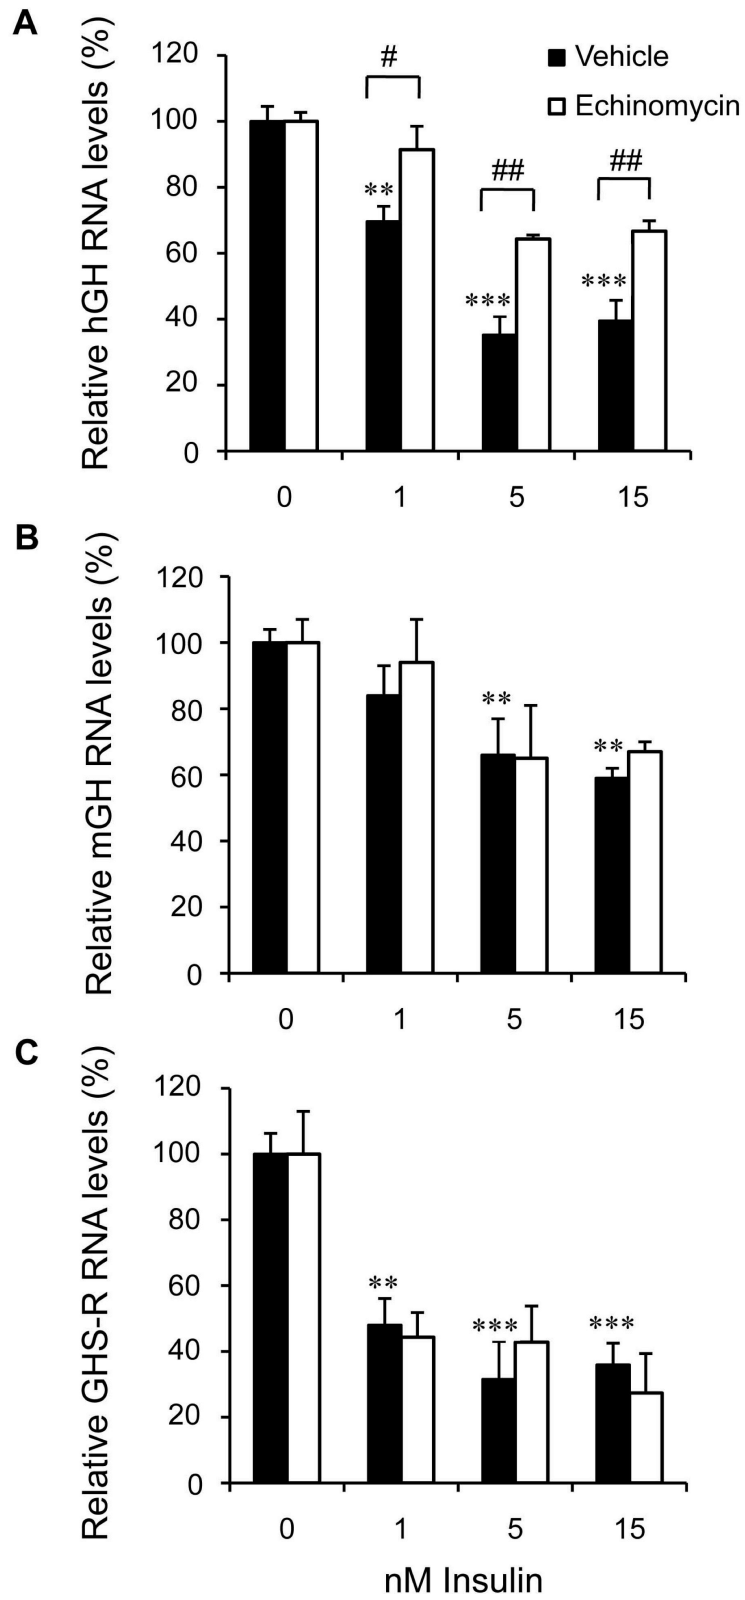 A
Relative hGH RNA levels (%)
120
100
80
60
40
20
0
Vehicle
Echinomycin
#
##
##
**
***
***
0 1 5 15
B
Relative mGH RNA levels (%)
120
100
80
60
40
20
0
**
**
0 1 5 15
C
Relative GHS-R RNA levels (%)
120
100
80
60
40
20
0
**
***
***
0 1 5 15
nM Insulin